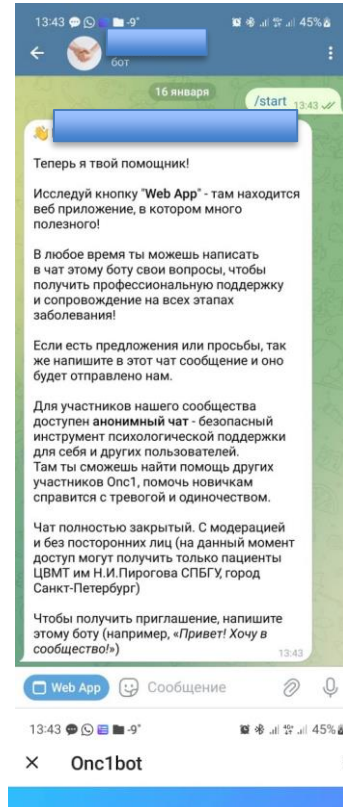 13:43 -9° 45%
бот
16 января
/start 13:43
Теперь я твой помощник!
Исследуй кнопку "Web App" - там находится
веб приложение, в котором много
полезного!
В любое время ты можешь написать
в чат этому боту свои вопросы, чтобы
получить профессиональную поддержку
и сопровождение на всех этапах
заболевания!
Если есть предложения или просьбы, так
же напишите в этот чат сообщение и оно
будет отправлено нам.
Для участников нашего сообщества
доступен анонимный чат - безопасный
инструмент психологической поддержки
для себя и других пользователей.
Там ты сможешь найти помощь других
участников Onc1, помочь новичкам
справится с тревогой и одиночеством.
Чат полностью закрытый. С модерацией
и без посторонних лиц (на данный момент
доступ могут получить только пациенты
ЦВМТ им Н.И.Пирогова СПБГУ, город
Санкт-Петербург)
Чтобы получить приглашение, напишите
этому боту (например, «Привет! Хочу в
сообщество!») 13:43
Web App Сообщение
13:43 -9° 45%
Onc1bot